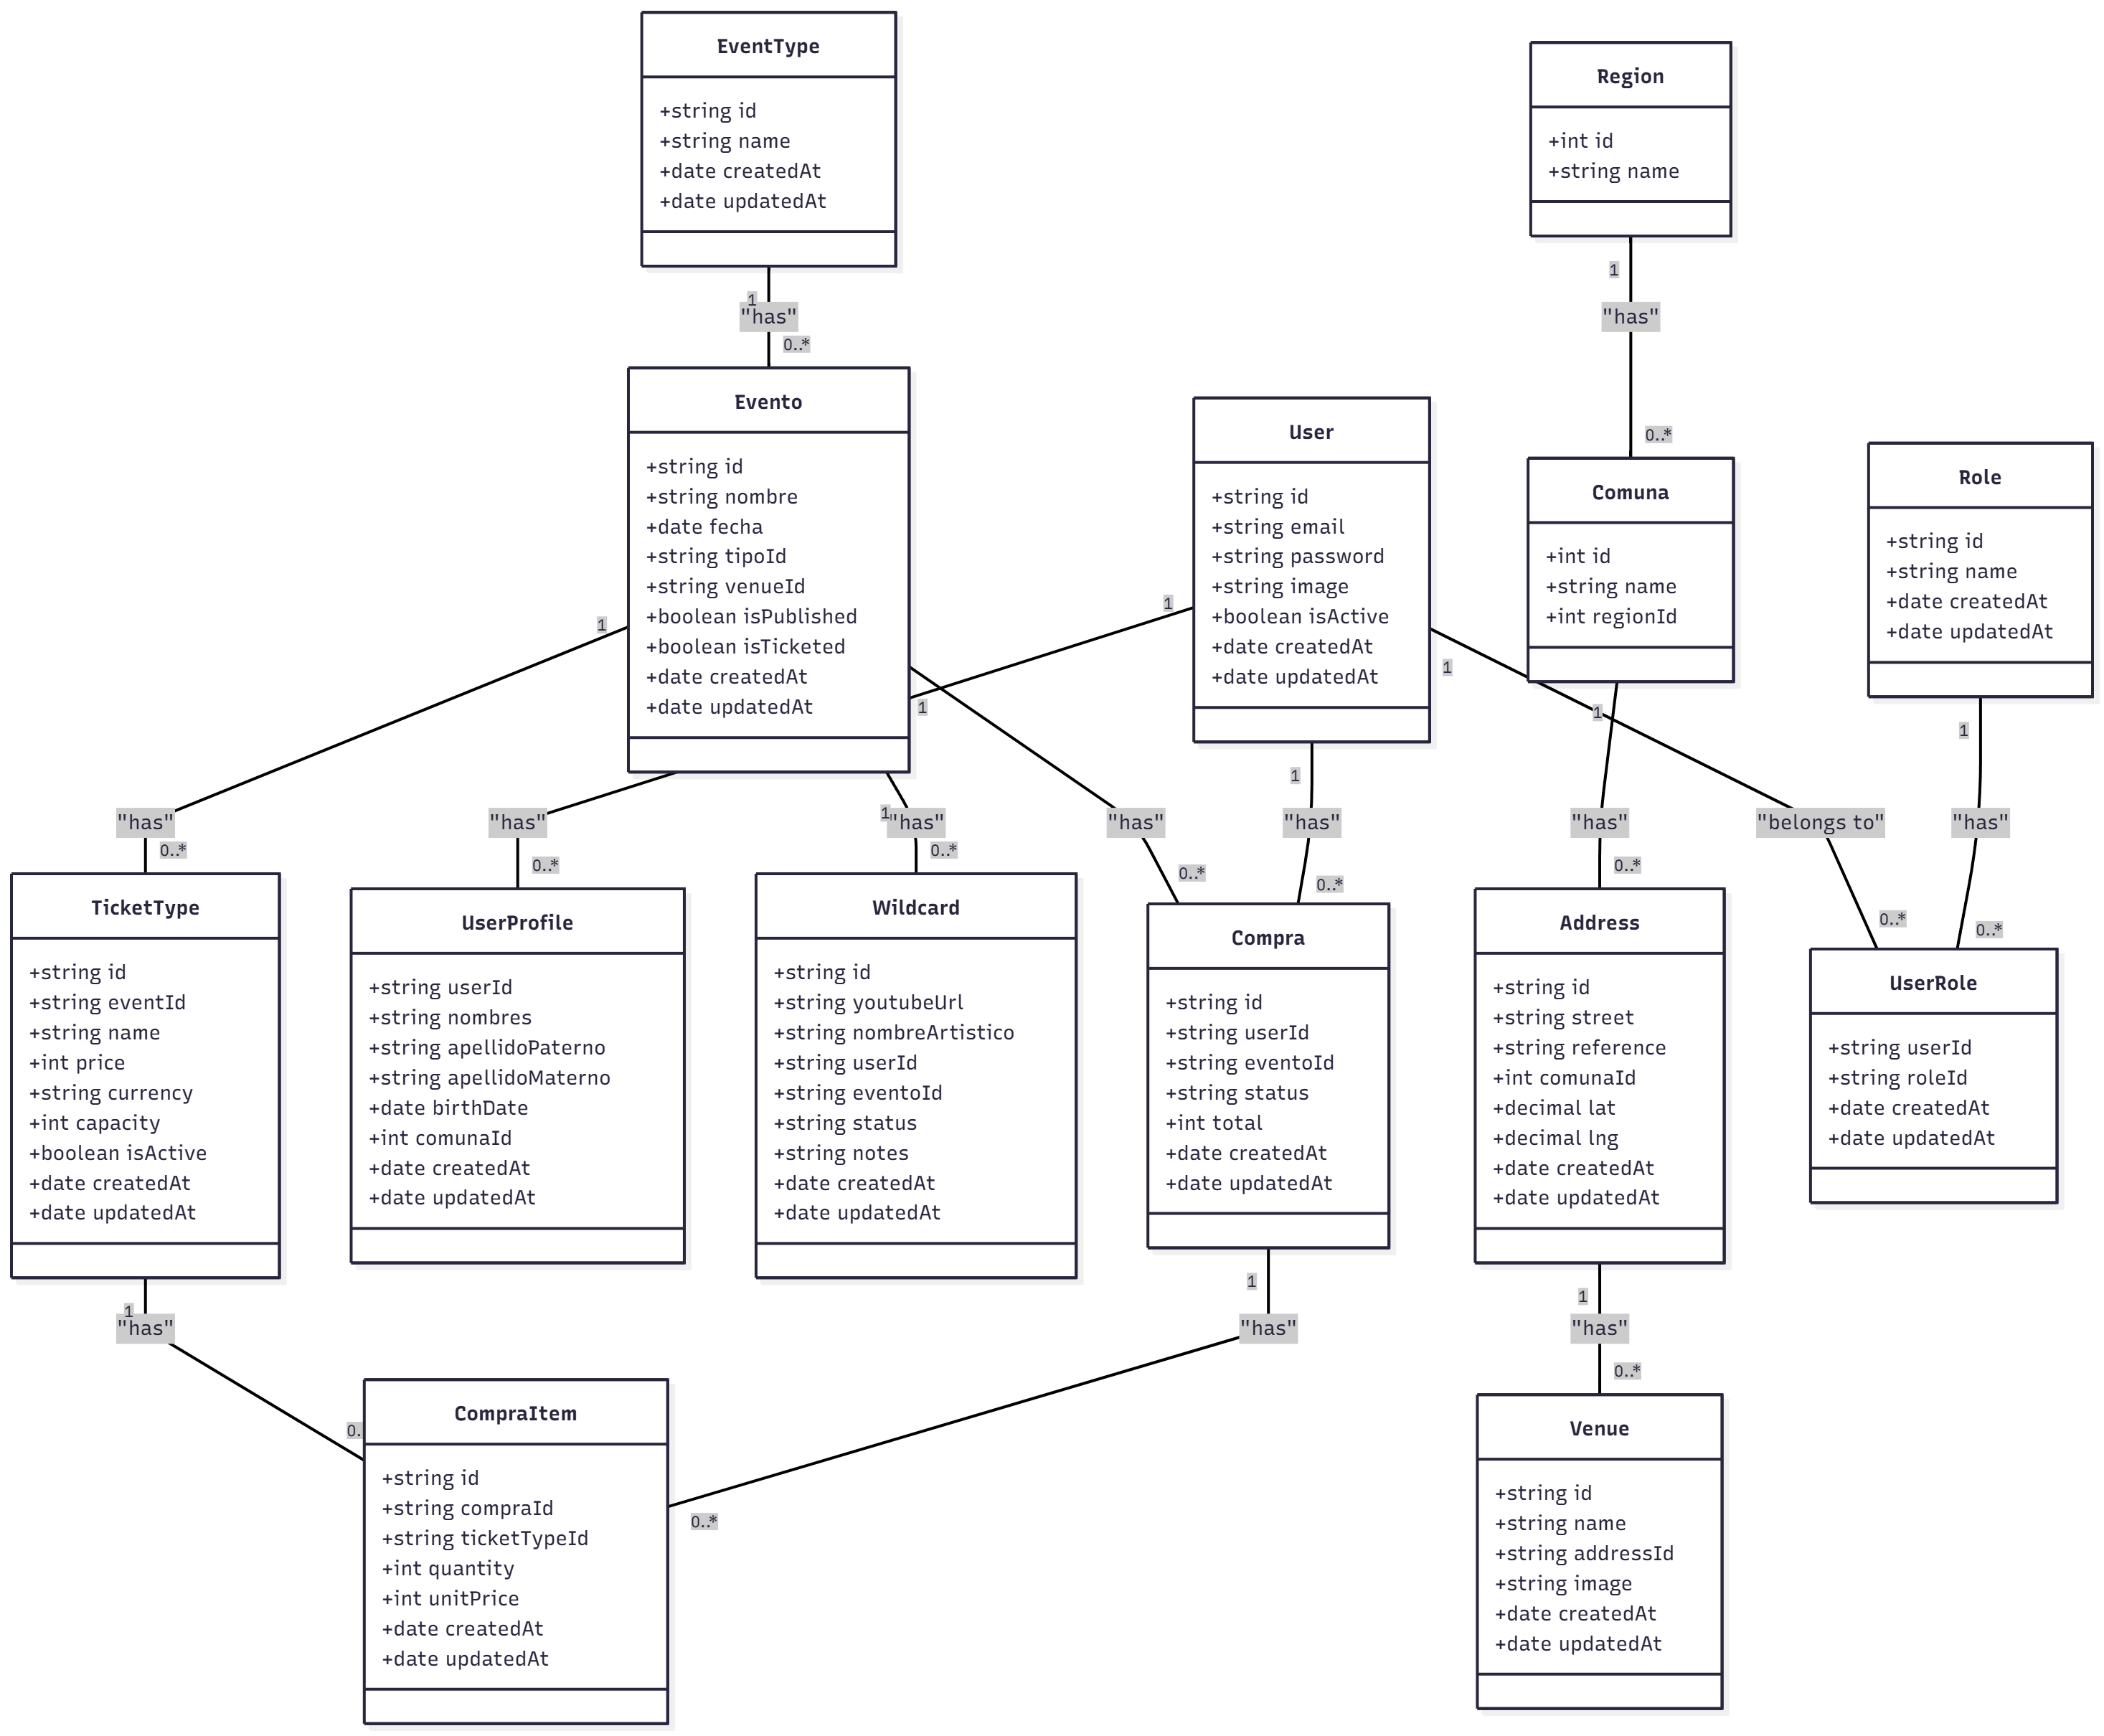 EventType
+string id
+string name
+date createdAt
+date updatedAt
Region
+int id
+string name
1
"has"
0..*
1
"has"
0..*
Evento
+string id
+string nombre
+date fecha
+string tipoId
+string venueId
+boolean isPublished
+boolean isTicketed
+date createdAt
+date updatedAt
User
+string id
+string email
+string password
+string image
+boolean isActive
+date createdAt
+date updatedAt
Comuna
+int id
+string name
+int regionId
Role
+string id
+string name
+date createdAt
+date updatedAt
1
1
1
1
1
1
1
1
"has"
0..*
"has"
0..*
"has"
0..*
"has"
0..*
"has"
0..*
"has"
0..*
"belongs to"
0..*
"has"
0..*
TicketType
+string id
+string eventId
+string name
+int price
+string currency
+int capacity
+boolean isActive
+date createdAt
+date updatedAt
UserProfile
+string userId
+string nombres
+string apellidoPaterno
+string apellidoMaterno
+date birthDate
+int comunaId
+date createdAt
+date updatedAt
Wildcard
+string id
+string youtubeUrl
+string nombreArtistico
+string userId
+string eventoId
+string status
+string notes
+date createdAt
+date updatedAt
Compra
+string id
+string userId
+string eventoId
+string status
+int total
+date createdAt
+date updatedAt
Address
+string id
+string street
+string reference
+int comunaId
+decimal lat
+decimal lng
+date createdAt
+date updatedAt
UserRole
+string userId
+string roleId
+date createdAt
+date updatedAt
1
"has"
0.
1
"has"
0..*
1
"has"
0..*
CompraItem
+string id
+string compraId
+string ticketTypeId
+int quantity
+int unitPrice
+date createdAt
+date updatedAt
Venue
+string id
+string name
+string addressId
+string image
+date createdAt
+date updatedAt